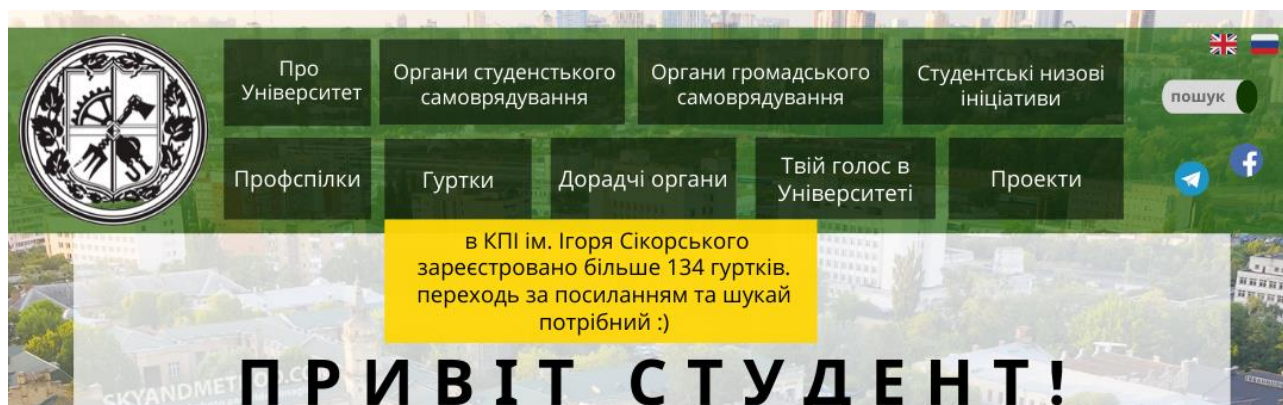 Про
Університет
Органи студенстького
самоврядування
Органи громадського
самоврядування
Студентські низові
ініціативи
пошук
Профспілки
Гуртки
Дорадчі органи
Твій голос в
Університеті
Проекти
в КПІ ім. Ігоря Сікорського
зареєстровано більше 134 гуртків.
переходь за посиланням та шукай
потрібний :)
ПРИВІТ СТУДЕНТ!